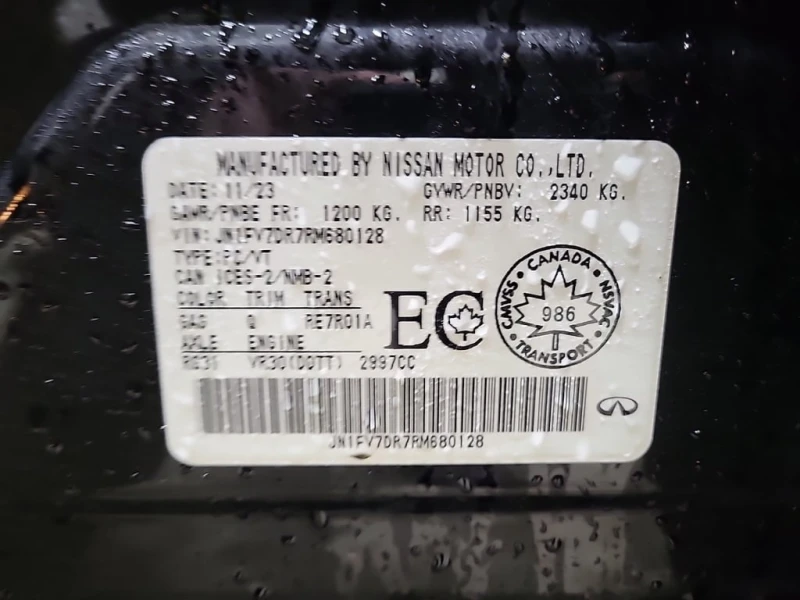 MANUFACTURED BY NISSAN MOTOR CO.,LTD.
DATE: 11/23 GVWR/PNBV: 2340 KG.
GAWR/PNBE FR: 1200 KG. RR: 1155 KG.
VIN: JN1FV7DR7RM680128
TYPE:PC/VT
CAN ICES-2/NMB-2
COLOR TRIM TRANS
GAG Q RE7R01A
AXLE ENGINE
RG31 VR30(DDTT) 2997CC
EC
CANADA
CMVSS
NSVAC
986
TRANSPORT
JN1FV7DR7RM680128